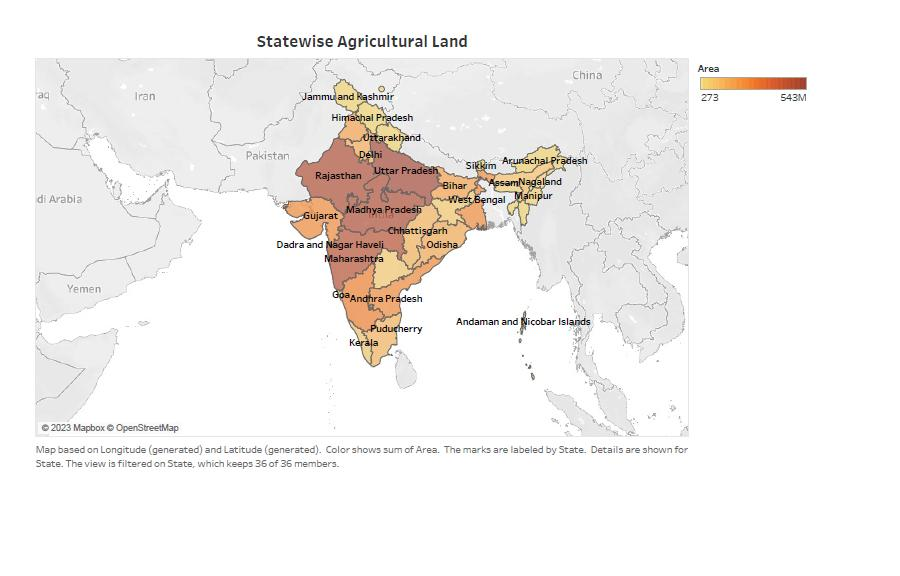 Statewise Agricultural Land
Area
273 543M
China
Iran
Pakistan
di Arabia
Yemen
Jammu and Kashmir
Himachal Pradesh
Uttarakhand
Delhi
Rajasthan
Uttar Pradesh
Sikkim
Arunachal Pradesh
Bihar
Assam
Nagaland
Manipur
West Bengal
Gujarat
Madhya Pradesh
India
Chhattisgarh
Dadra and Nagar Haveli
Odisha
Maharashtra
Goa
Andhra Pradesh
Puducherry
Kerala
Andaman and Nicobar Islands
© 2023 Mapbox © OpenStreetMap
Map based on Longitude (generated) and Latitude (generated). Color shows sum of Area. The marks are labeled by State. Details are shown for
State. The view is filtered on State, which keeps 36 of 36 members.